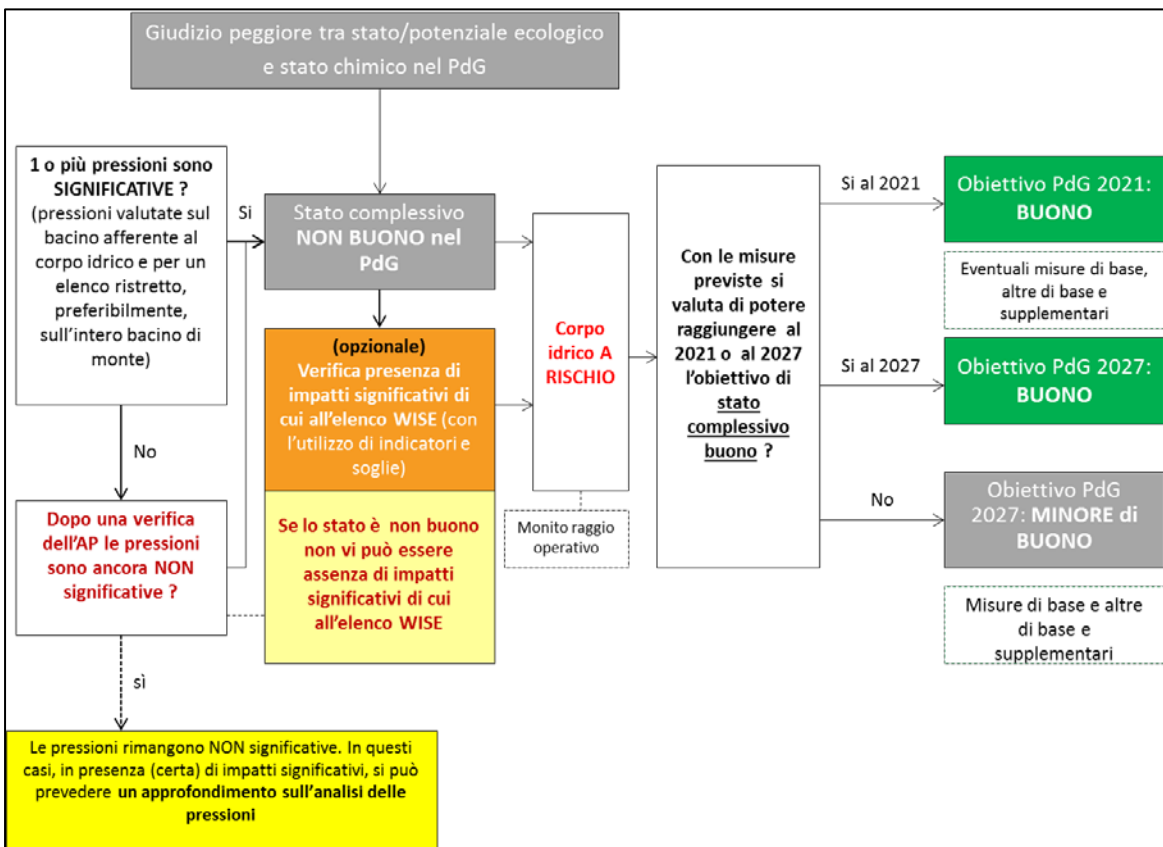 Giudizio peggiore tra stato/potenziale ecologico
e stato chimico nel PdG
1 o più pressioni sono
SIGNIFICATIVE ?
(pressioni valutate sul
bacino afferente al
corpo idrico e per un
elenco ristretto,
preferibilmente,
sull'intero bacino di
monte)
Si
No
Dopo una verifica
dell'AP le pressioni
sono ancora NON
significative ?
sì
Le pressioni rimangono NON significative. In questi
casi, in presenza (certa) di impatti significativi, si può
prevedere un approfondimento sull'analisi delle
pressioni
Stato complessivo
NON BUONO nel
PdG
(opzionale)
Verifica presenza di
impatti significativi di
cui all'elenco WISE (con
l'utilizzo di indicatori e
soglie)
Se lo stato è non buono
non vi può essere
assenza di impatti
significativi di cui
all'elenco WISE
Corpo
idrico A
RISCHIO
Monito raggio
operativo
Con le misure
previste si
valuta di potere
raggiungere al
2021 o al 2027
l'obiettivo di
stato
complessivo
buono ?
Si al 2021
Obiettivo PdG 2021:
BUONO
Eventuali misure di base,
altre di base e
supplementari
Si al 2027
Obiettivo PdG 2027:
BUONO
No
Obiettivo PdG
2027: MINORE di
BUONO
Misure di base e altre
di base e
supplementari